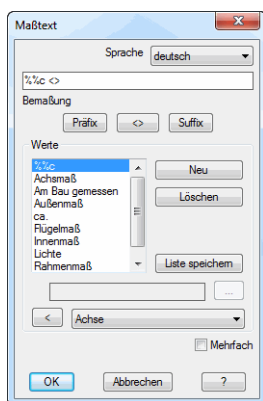 Maßtext
Sprache deutsch
%%c <>
Bemaßung
Präfix <> Suffix
Werte
%%c
Achsmaß
Am Bau gemessen
Außenmaß
ca.
Flügelmaß
Innenmaß
Lichte
Rahmenmaß
Neu
Löschen
Liste speichern
...
< Achse
Mehrfach
OK Abbrechen ?